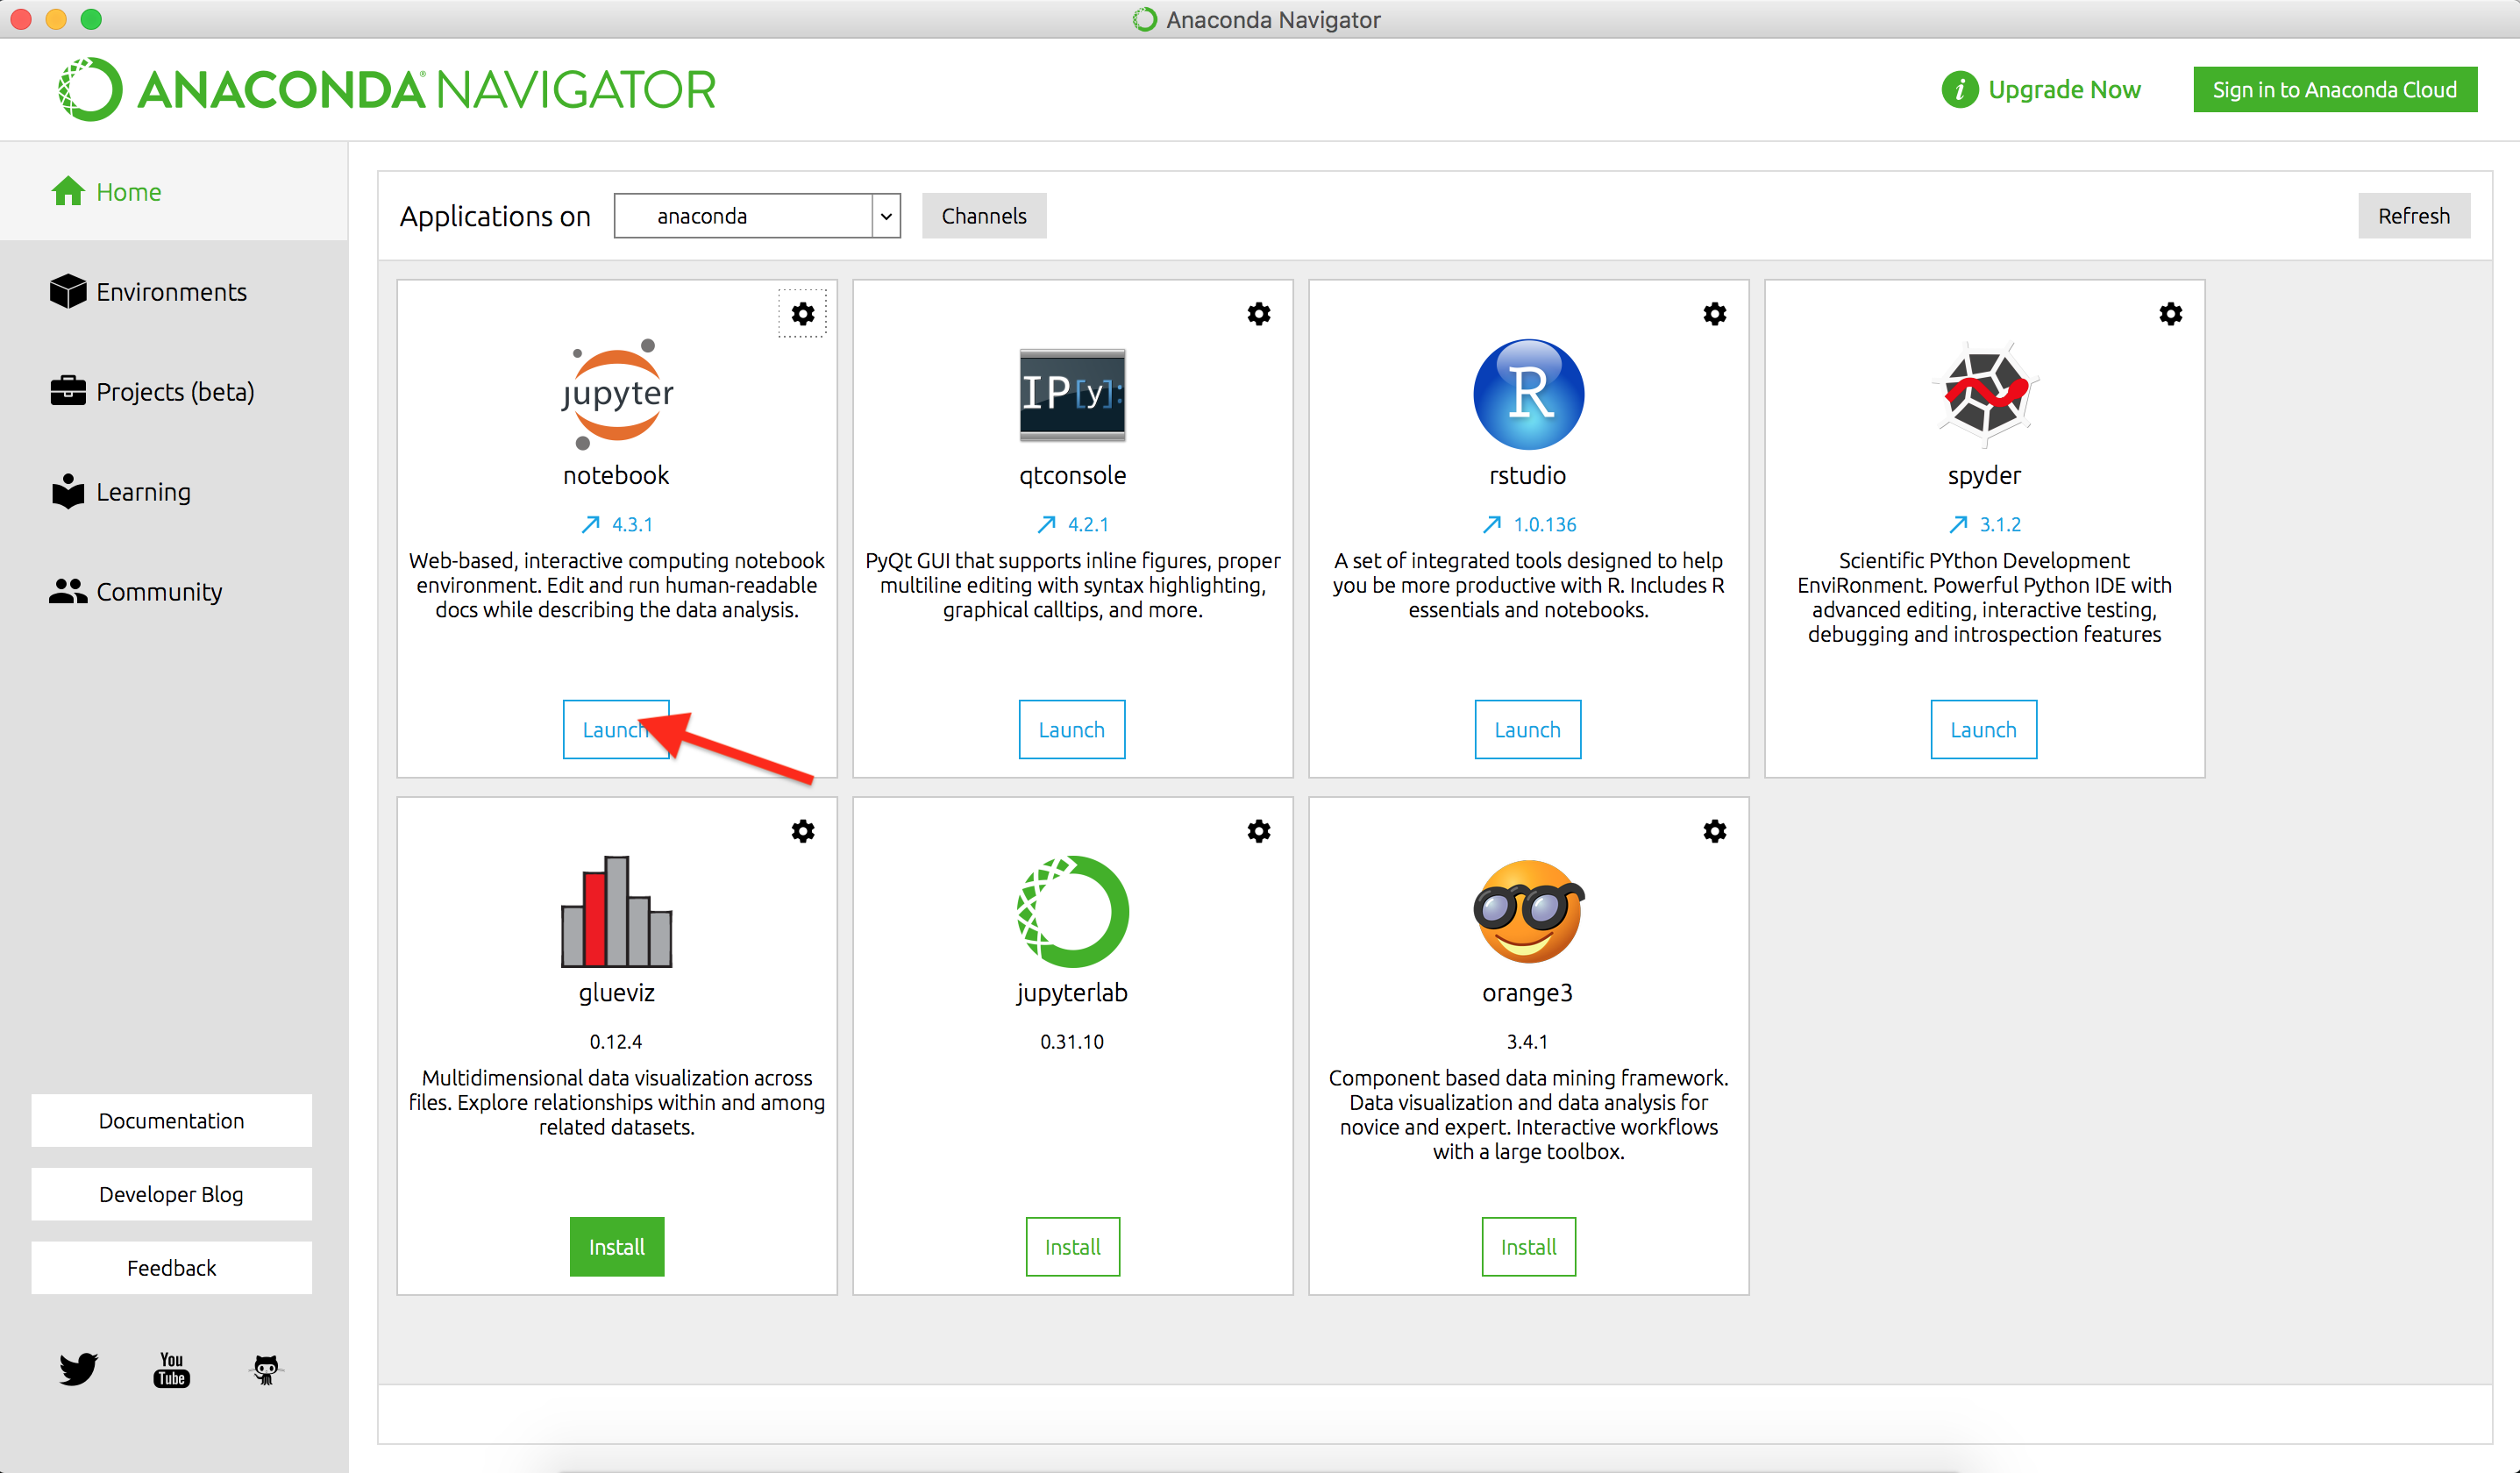 Anaconda Navigator
ANACONDA® NAVIGATOR
i Upgrade Now
Sign in to Anaconda Cloud
Home
Environments
Projects (beta)
Learning
Community
Documentation
Developer Blog
Feedback
You
Tube
Applications on
anaconda
Channels
Refresh
jupyter
notebook
4.3.1
Web-based, interactive computing notebook
environment. Edit and run human-readable
docs while describing the data analysis.
Launch
IP[y]:
qtconsole
4.2.1
PyQt GUI that supports inline figures, proper
multiline editing with syntax highlighting,
graphical calltips, and more.
Launch
R
rstudio
1.0.136
A set of integrated tools designed to help
you be more productive with R. Includes R
essentials and notebooks.
Launch
spyder
3.1.2
Scientific PYthon Development
EnviRonment. Powerful Python IDE with
advanced editing, interactive testing,
debugging and introspection features
Launch
glueviz
0.12.4
Multidimensional data visualization across
files. Explore relationships within and among
related datasets.
Install
jupyterlab
0.31.10
Install
orange3
3.4.1
Component based data mining framework.
Data visualization and data analysis for
novice and expert. Interactive workflows
with a large toolbox.
Install